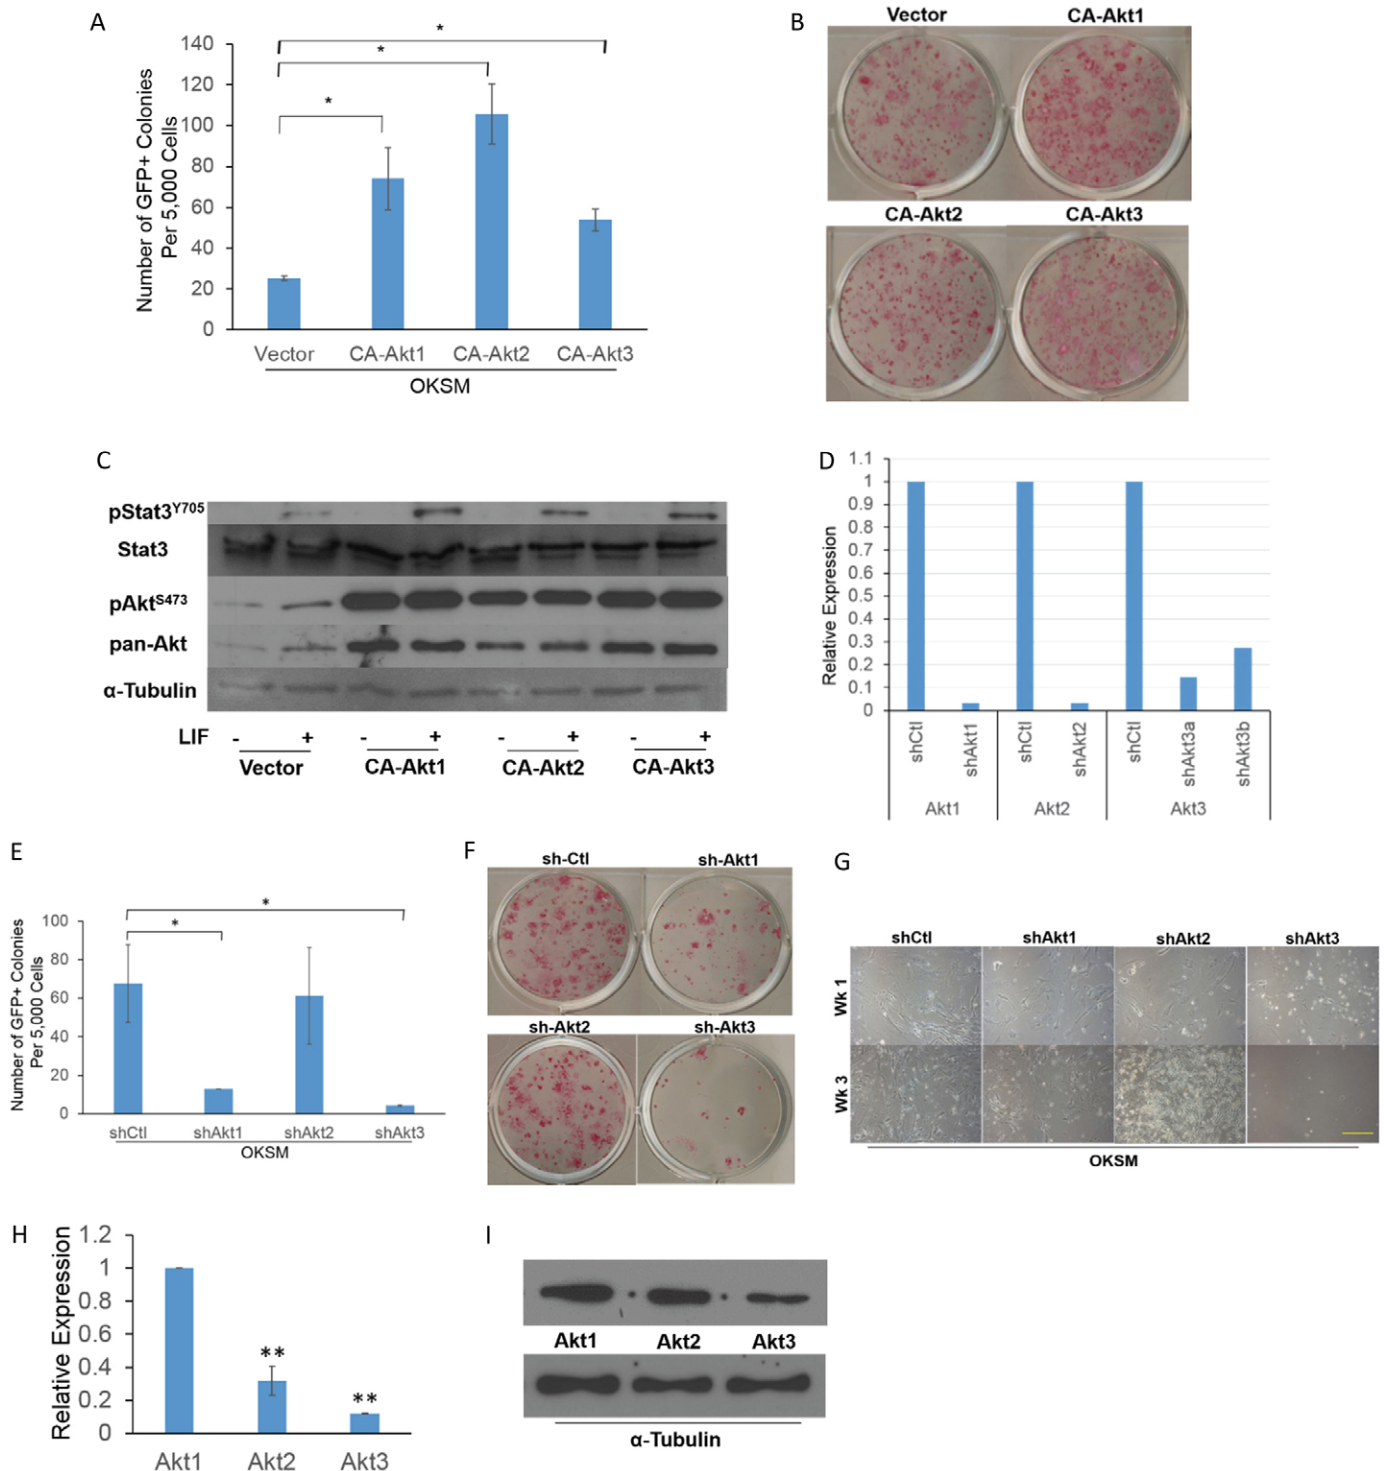 A
140
120
100
80
60
40
20
0
Number of GFP+ Colonies
Per 5,000 Cells
*
*
*
Vector CA-Akt1 CA-Akt2 CA-Akt3
OKSM
B
Vector CA-Akt1
CA-Akt2 CA-Akt3
C
pStat3Y705
Stat3
pAktS473
pan-Akt
α-Tubulin
LIF - + - + - + - +
Vector CA-Akt1 CA-Akt2 CA-Akt3
D
1.1
1
0.9
0.8
0.7
0.6
0.5
0.4
0.3
0.2
0.1
0
Relative Expression
shCtl shAkt1 shCtl shAkt2 shCtl shAkt3a shAkt3b
Akt1 Akt2 Akt3
E
100
80
60
40
20
0
Number of GFP+ Colonies
Per 5,000 Cells
*
*
shCtl shAkt1 shAkt2 shAkt3
OKSM
F
sh-Ctl sh-Akt1
sh-Akt2 sh-Akt3
G
shCtl shAkt1 shAkt2 shAkt3
Wk 1
Wk 3
OKSM
H
1.2
1
0.8
0.6
0.4
0.2
0
Relative Expression
**
**
Akt1 Akt2 Akt3
I
Akt1 Akt2 Akt3
α-Tubulin